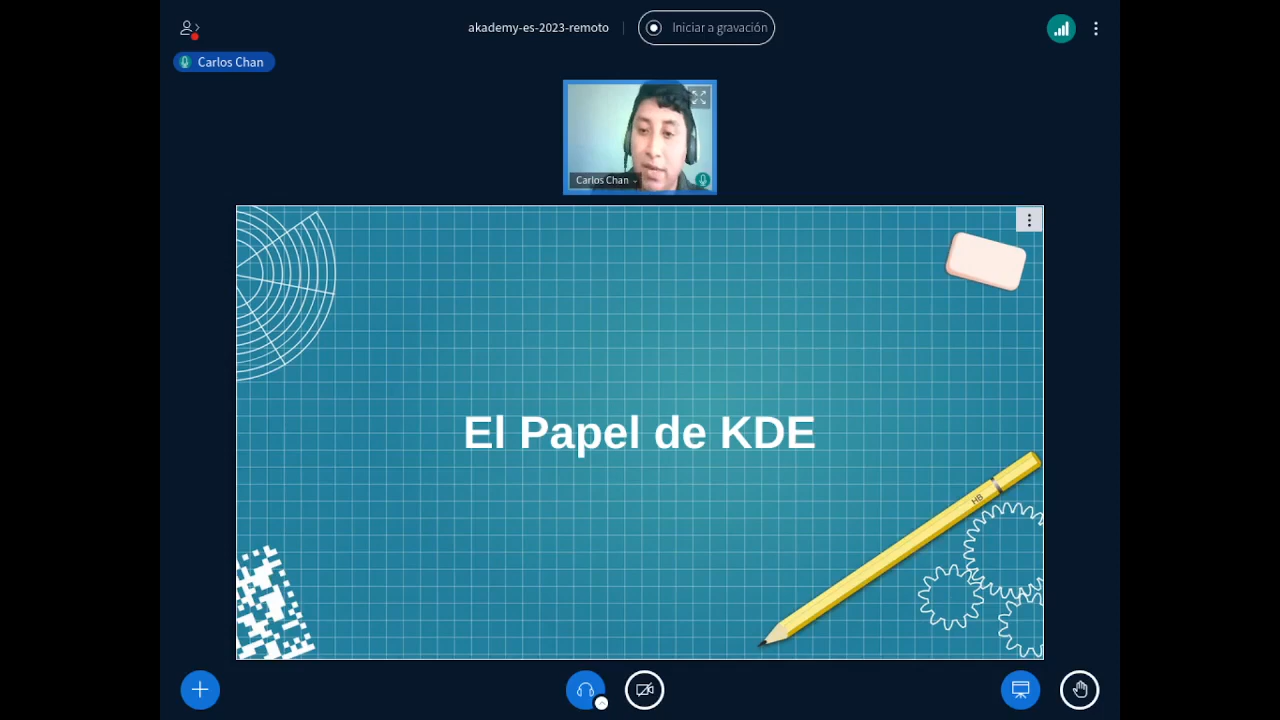 akademy-es-2023-remoto
Iniciar a gravación
Carlos Chan
Carlos Chan
El Papel de KDE
HB